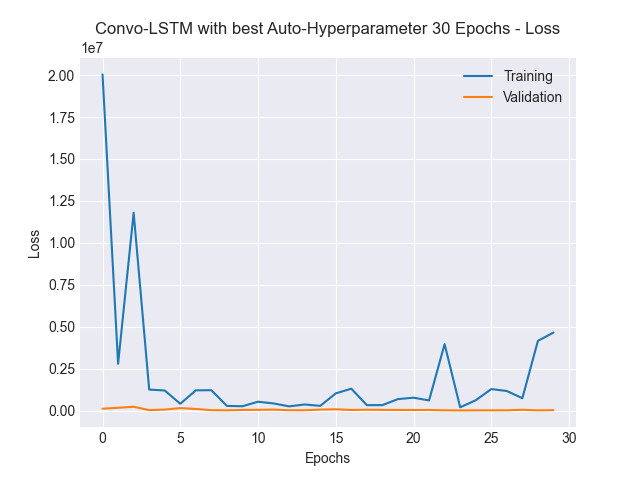 Convo-LSTM with best Auto-Hyperparameter 30 Epochs - Loss
1e7
2.00
1.75
1.50
1.25
1.00
0.75
0.50
0.25
0.00
Loss
Training
Validation
0 5 10 15 20 25 30
Epochs